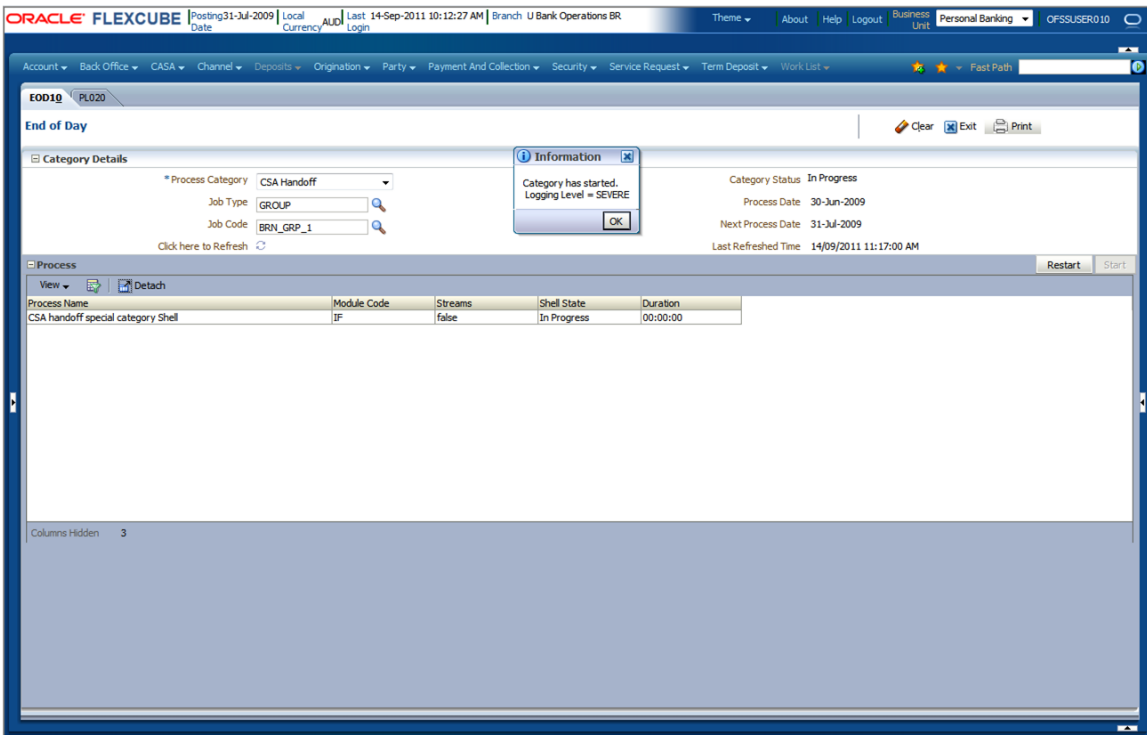 ORACLE FLEXCUBE Posting Date 31-Jul-2009 Local Currency AUD Last Login 14-Sep-2011 10:12:27 AM Branch U Bank Operations BR Theme About Help Logout Business Unit Personal Banking OFSSUSER010
Account Back Office CASA Channel Deposits Origination Party Payment And Collection Security Service Request Term Deposit Work List Fast Path
EOD10 PL020
End of Day Clear Exit Print
Category Details
Information
Category has started.
Logging Level = SEVERE
OK
* Process Category CSA Handoff Category Status In Progress
Job Type GROUP Process Date 30-Jun-2009
Job Code BRN_GRP_1 Next Process Date 31-Jul-2009
Click here to Refresh Last Refreshed Time 14/09/2011 11:17:00 AM
Process Restart Start
View Detach
Process Name Module Code Streams Shell State Duration
CSA handoff special category Shell IF false In Progress 00:00:00
Columns Hidden 3